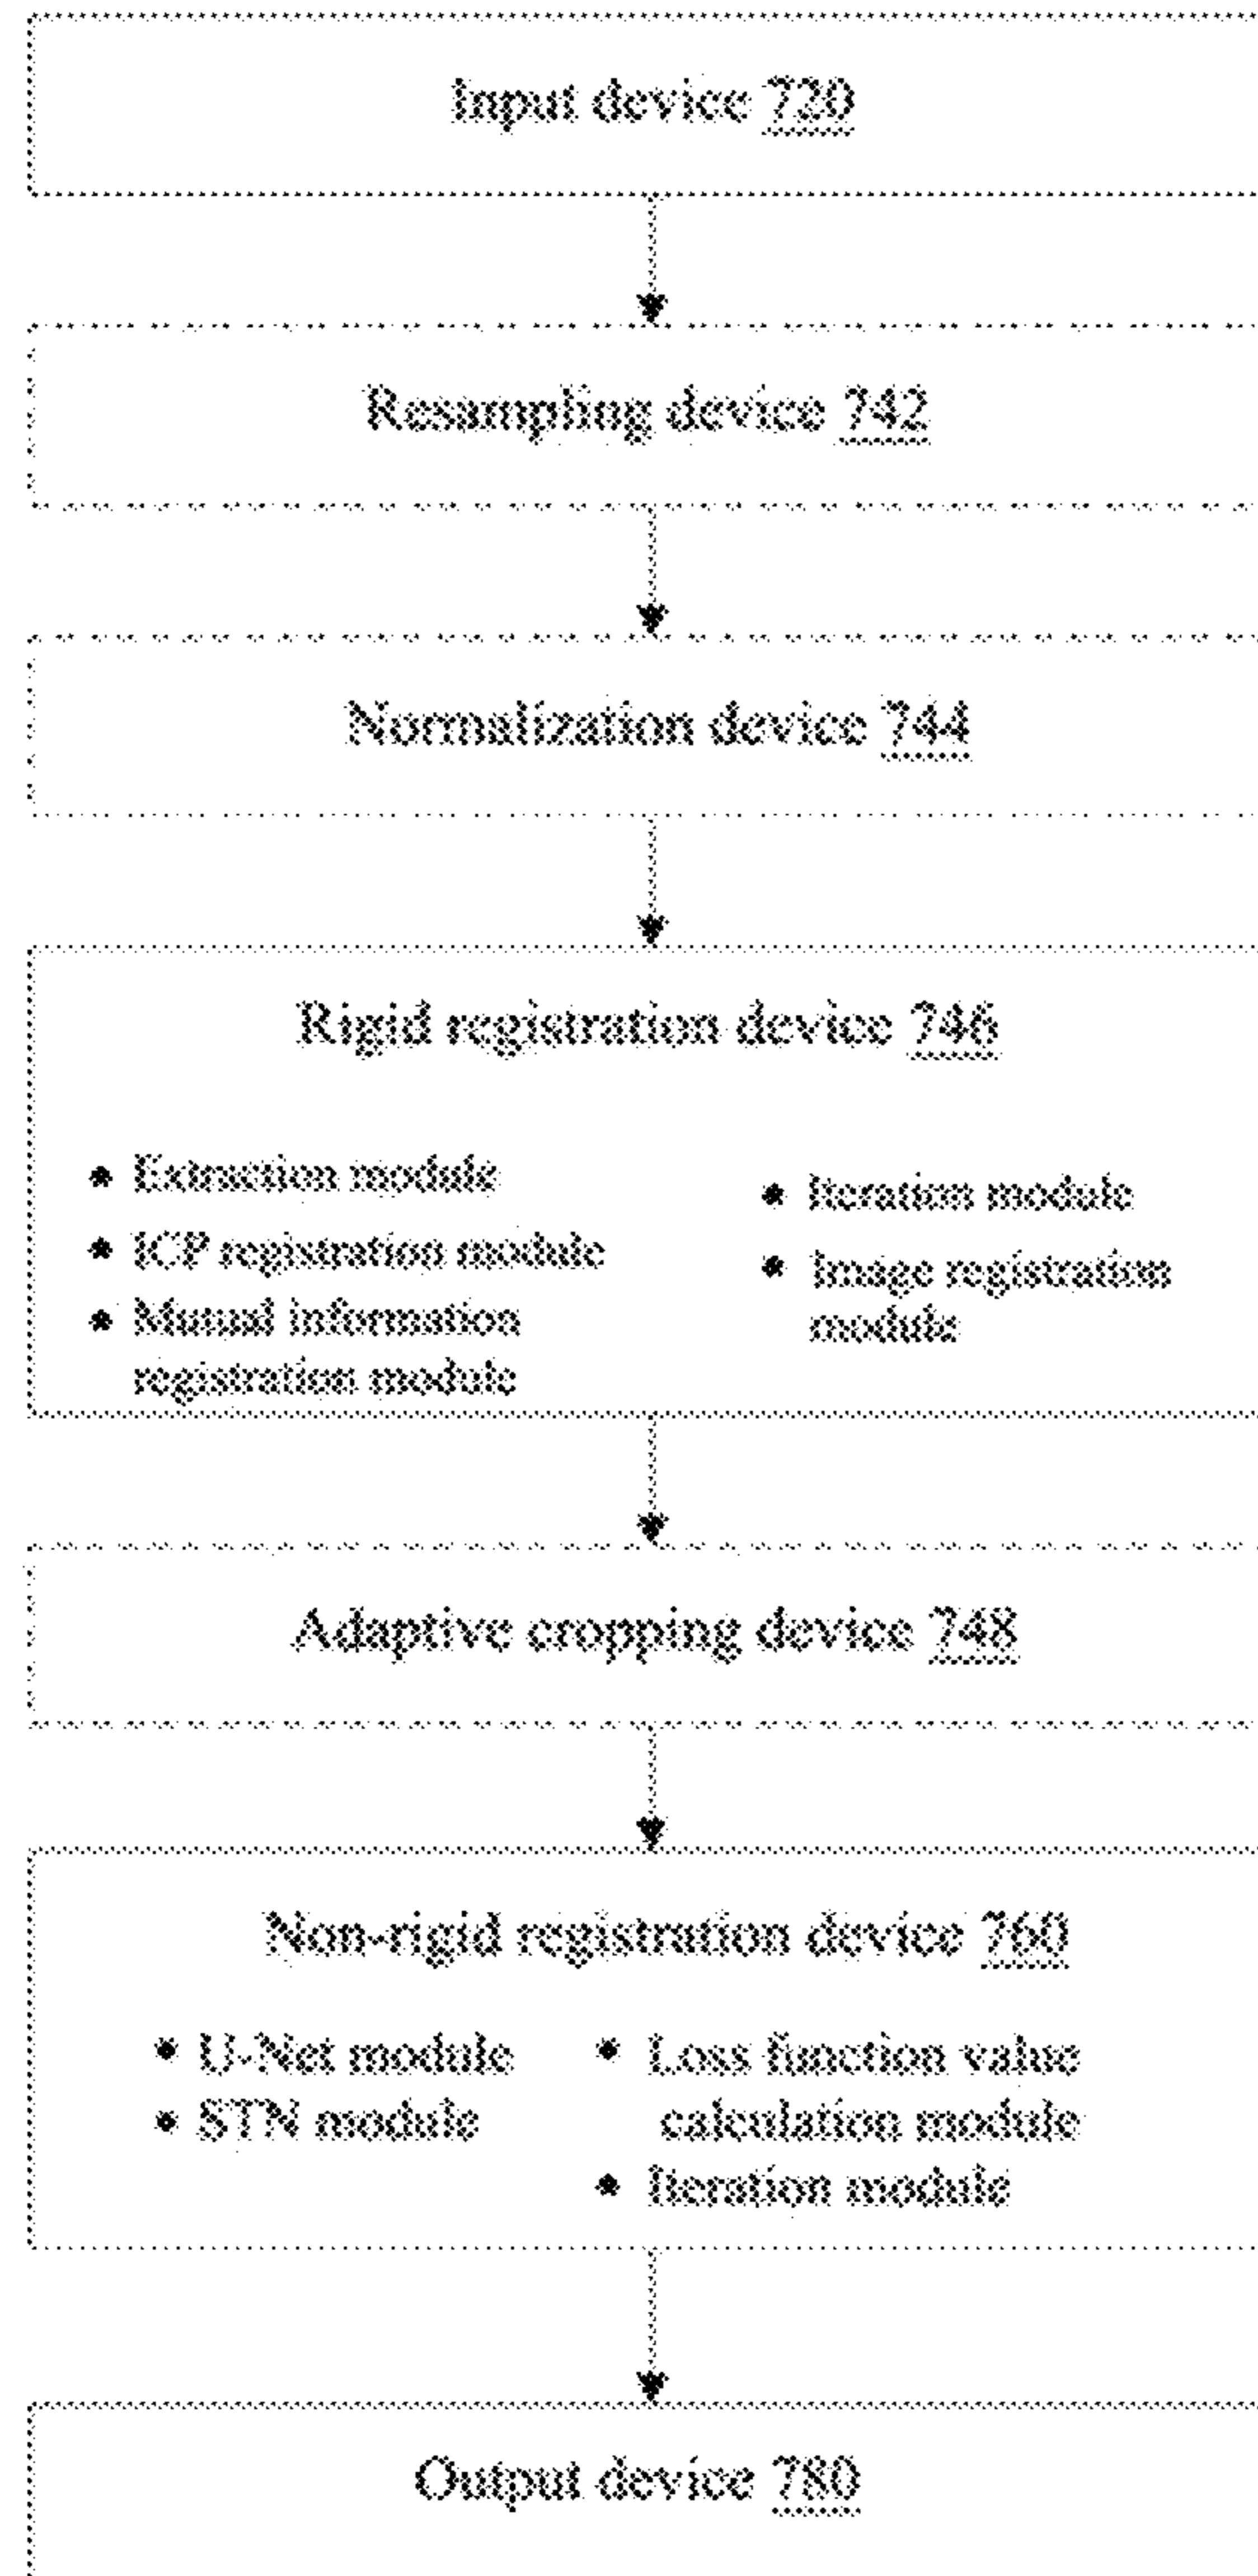 Input device 720
Resampling device 742
Normalization device 744
Rigid registration device 746
Extraction module
ICP registration module
Mutual information
registration module
Iteration module
Image registration
module
Adaptive cropping device 748
Non-rigid registration device 760
U-Net module
STN module
Loss function value
calculation module
Iteration module
Output device 780